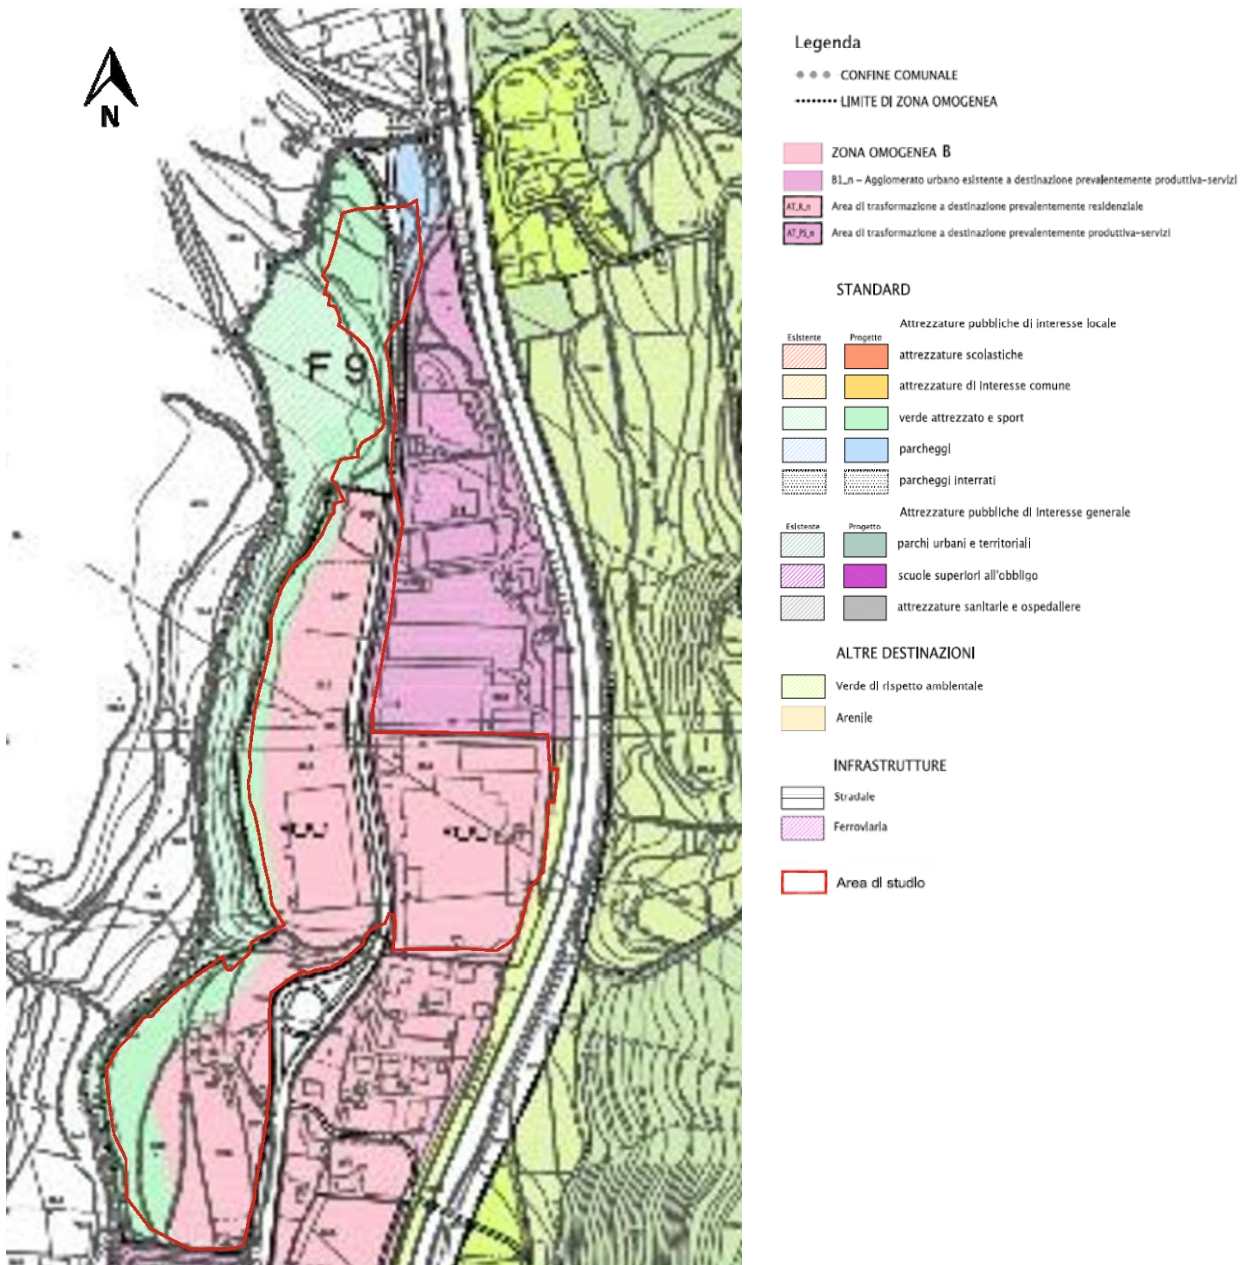 N
F 9
Legenda
CONFINE COMUNALE
LIMITE DI ZONA OMOGENEA
ZONA OMOGENEA B
B1_n - Agglomerato urbano esistente a destinazione prevalentemente produttiva-servizi
AT_R_n Area di trasformazione a destinazione prevalentemente residenziale
AT_PS_n Area di trasformazione a destinazione prevalentemente produttiva-servizi
STANDARD
Attrezzature pubbliche di interesse locale
Esistente Progetto
attrezzature scolastiche
attrezzature di interesse comune
verde attrezzato e sport
parcheggi
parcheggi interrati
Attrezzature pubbliche di interesse generale
Esistente Progetto
parchi urbani e territoriali
scuole superiori all'obbligo
attrezzature sanitarie e ospedaliere
ALTRE DESTINAZIONI
Verde di rispetto ambientale
Arenile
INFRASTRUTTURE
Stradale
Ferroviaria
Area di studio